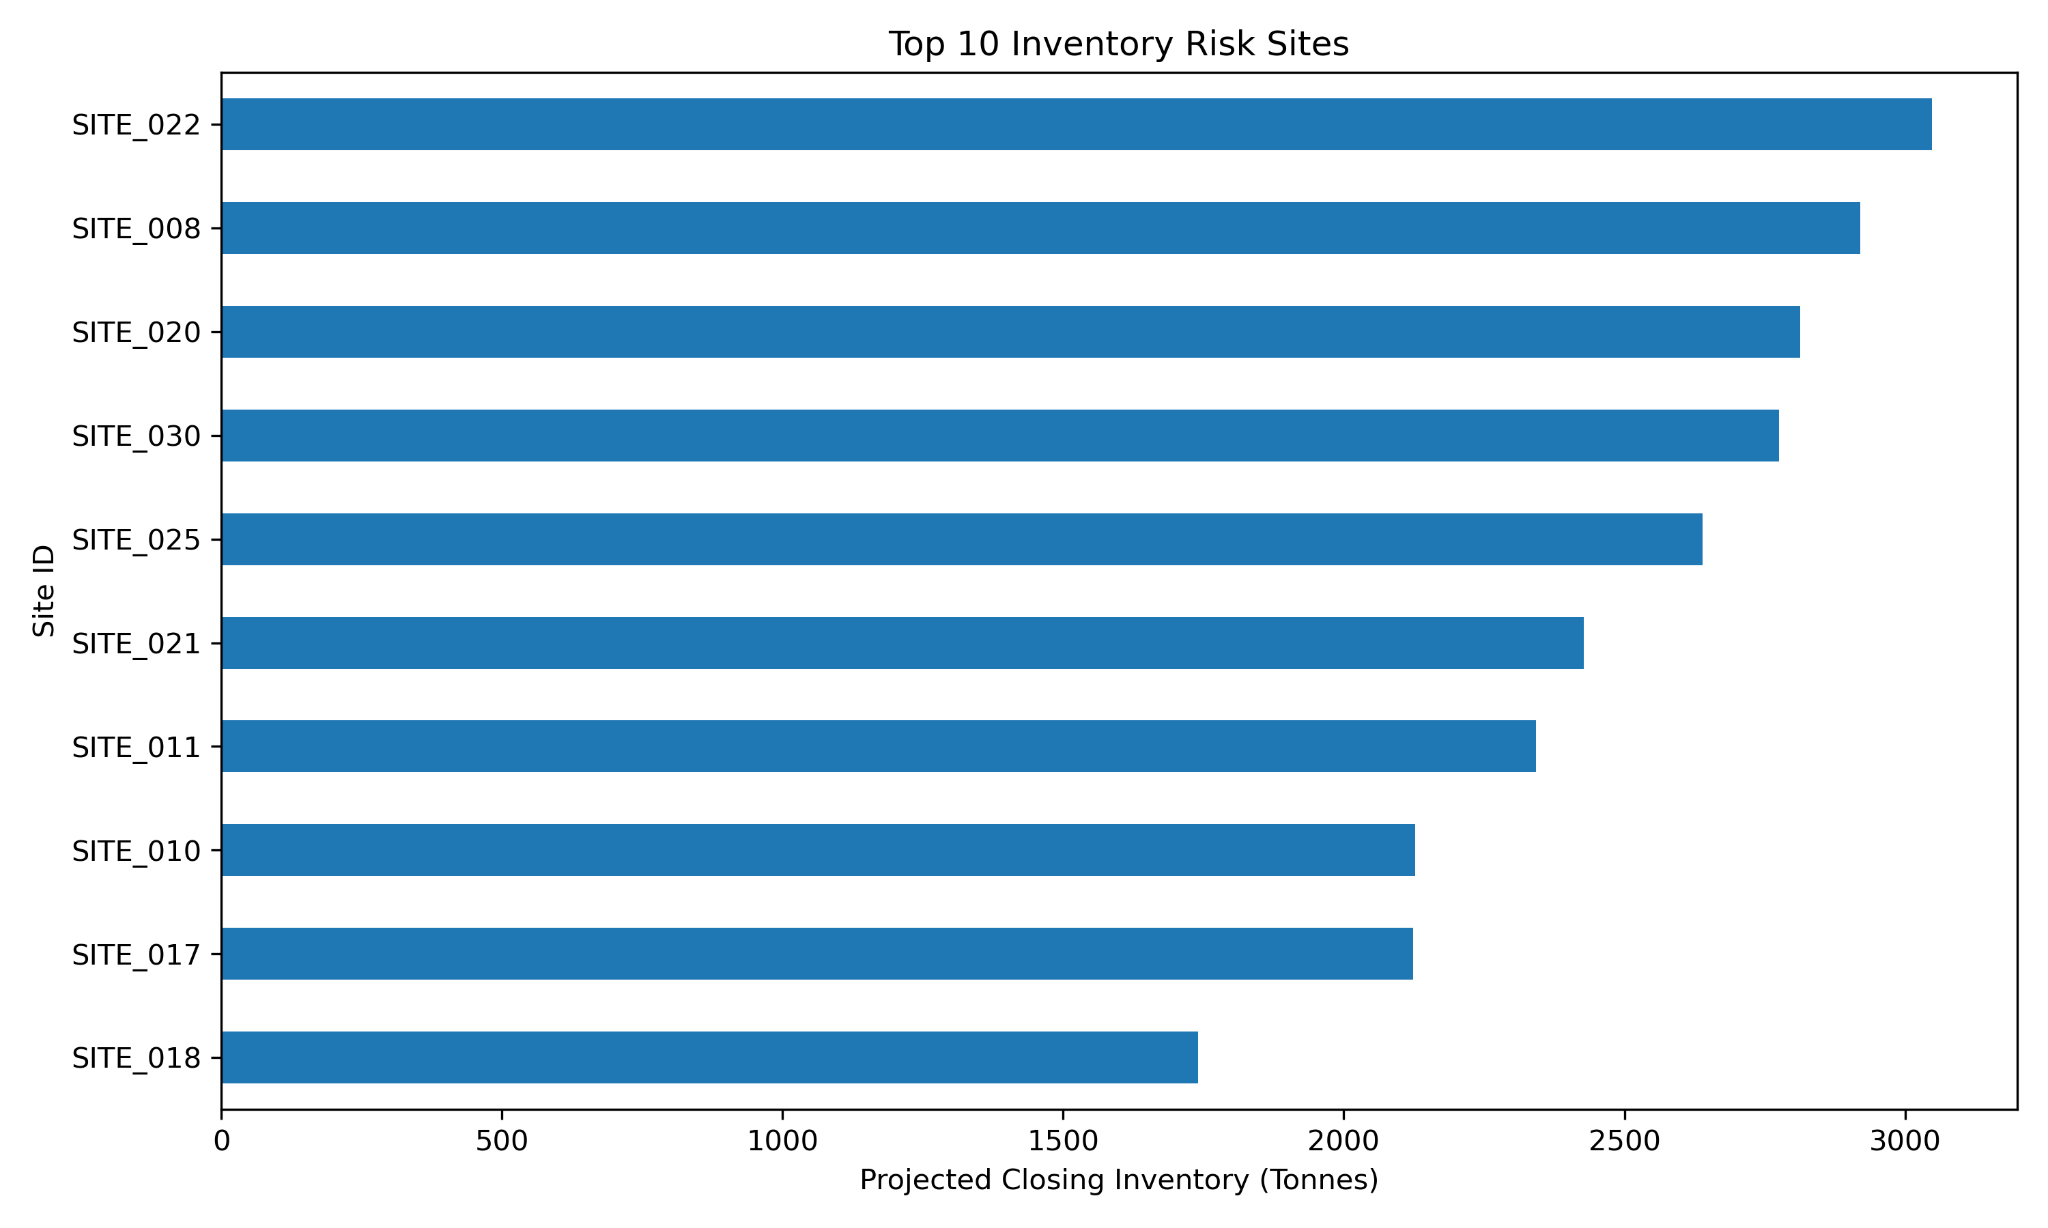 Top 10 Inventory Risk Sites
Site ID
SITE_022
SITE_008
SITE_020
SITE_030
SITE_025
SITE_021
SITE_011
SITE_010
SITE_017
SITE_018
0 500 1000 1500 2000 2500 3000
Projected Closing Inventory (Tonnes)